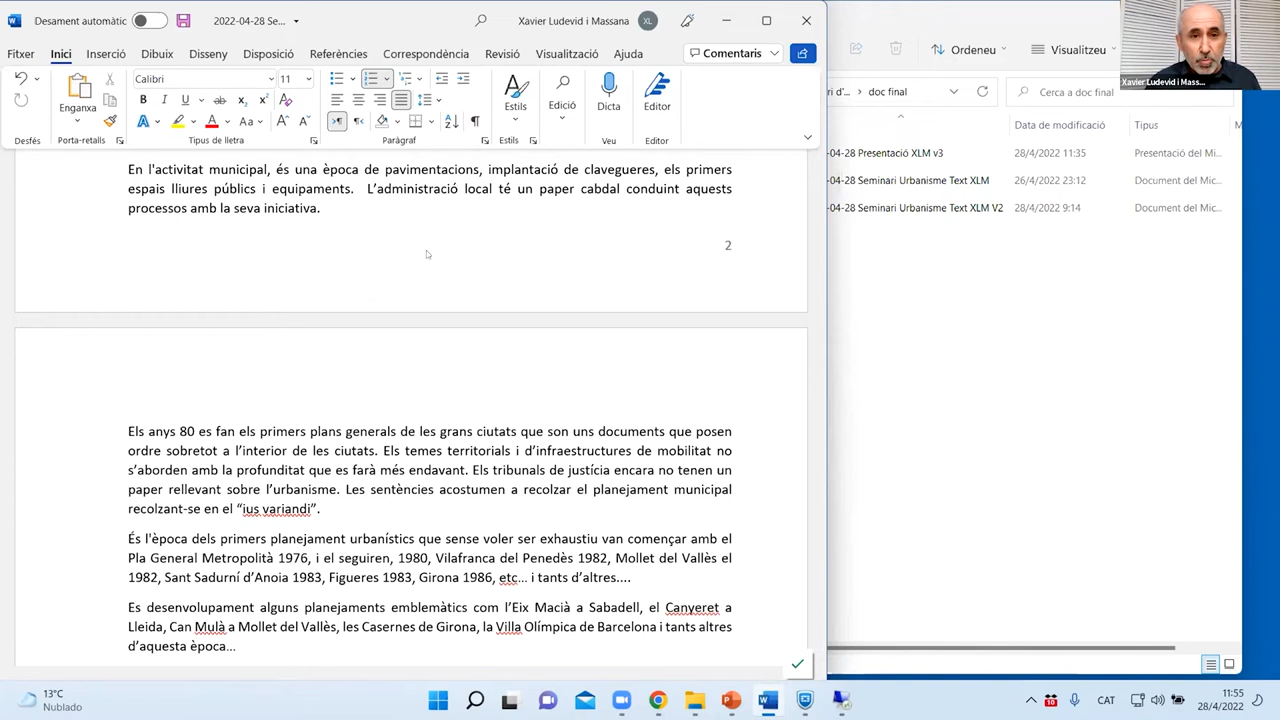 Desament automàtic
2022-04-28 Se...
Xavier Ludevid i Massana
XL
Fitxer Inici Inserció Dibuix Disseny Disposició Referències Correspondència Revisió Visualització Ajuda
Comentaris
Enganxa
Calibri 11
Estils
Edició
Dicta
Editor
Desfés
Porta-retalls
Tipus de lletra
Paràgraf
Estils
Veu
Editor
En l'activitat municipal, és una època de pavimentacions, implantació de clavegueres, els primers
espais lliures públics i equipaments. L'administració local té un paper cabdal conduint aquests
processos amb la seva iniciativa.
2
Els anys 80 es fan els primers plans generals de les grans ciutats que son uns documents que posen
ordre sobretot a l'interior de les ciutats. Els temes territorials i d'infraestructures de mobilitat no
s'aborden amb la profunditat que es farà més endavant. Els tribunals de justícia encara no tenen un
paper rellevant sobre l'urbanisme. Les sentències acostumen a recolzar el planejament municipal
recolzant-se en el "ius variandi".
És l'època dels primers planejament urbanístics que sense voler ser exhaustiu van començar amb el
Pla General Metropolità 1976, i el seguiren, 1980, Vilafranca del Penedès 1982, Mollet del Vallès el
1982, Sant Sadurní d'Anoia 1983, Figueres 1983, Girona 1986, etc... i tants d'altres....
Es desenvolupament alguns planejaments emblemàtics com l'Eix Macià a Sabadell, el Canyeret a
Lleida, Can Mulà a Mollet del Vallès, les Casernes de Girona, la Villa Olímpica de Barcelona i tants altres
d'aquesta època...
Ordeneu
Visualitzeu
Xavier Ludevid i Mass...
ri d'... doc final
Cerca a doc final
Data de modificació
Tipus
-04-28 Presentació XLM v3 28/4/2022 11:35 Presentació del Mi...
-04-28 Seminari Urbanisme Text XLM 26/4/2022 23:12 Document del Mic...
-04-28 Seminari Urbanisme Text XLM V2 28/4/2022 9:14 Document del Mic...
13°C
Nublado
CAT
11:55
28/4/2022